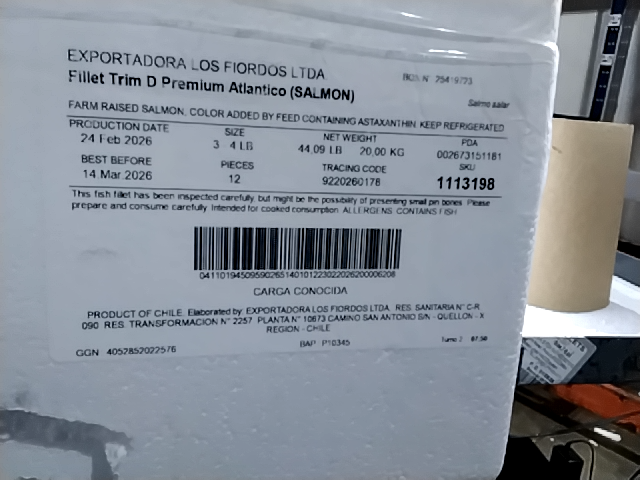 EXPORTADORA LOS FIORDOS LTDA
Fillet Trim D Premium Atlantico (SALMON)
Salmo salar
FARM RAISED SALMON, COLOR ADDED BY FEED CONTAINING ASTAXANTHIN. KEEP REFRIGERATED
PRODUCTION DATE SIZE NET WEIGHT FDA
24 Feb 2026 3 4 LB 44,09 LB 20,00 KG 002673151181
BEST BEFORE PIECES TRACING CODE SKU
14 Mar 2026 12 9220260178 1113198
This fish fillet has been inspected carefully, but might be the possibility of presenting small pin bones. Please
prepare and consume carefully. Intended for cooked consumption. ALLERGENS: CONTAINS FISH
CARGA CONOCIDA
PRODUCT OF CHILE. Elaborated by: EXPORTADORA LOS FIORDOS LTDA. RES. SANITARIA N° C-R
090 RES. TRANSFORMACION N° 2257 PLANTA N° 10673 CAMINO SAN ANTONIO S/N - QUELLON - X
REGION - CHILE
GGN 4052852022576 BAP P10345 Turno 2